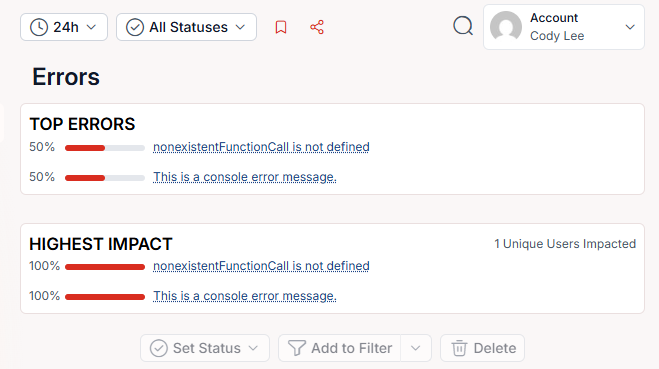 24h
All Statuses
Account
Cody Lee
Errors
TOP ERRORS
50% nonexistentFunctionCall is not defined
50% This is a console error message.
HIGHEST IMPACT
1 Unique Users Impacted
100% nonexistentFunctionCall is not defined
100% This is a console error message.
Set Status
Add to Filter
Delete